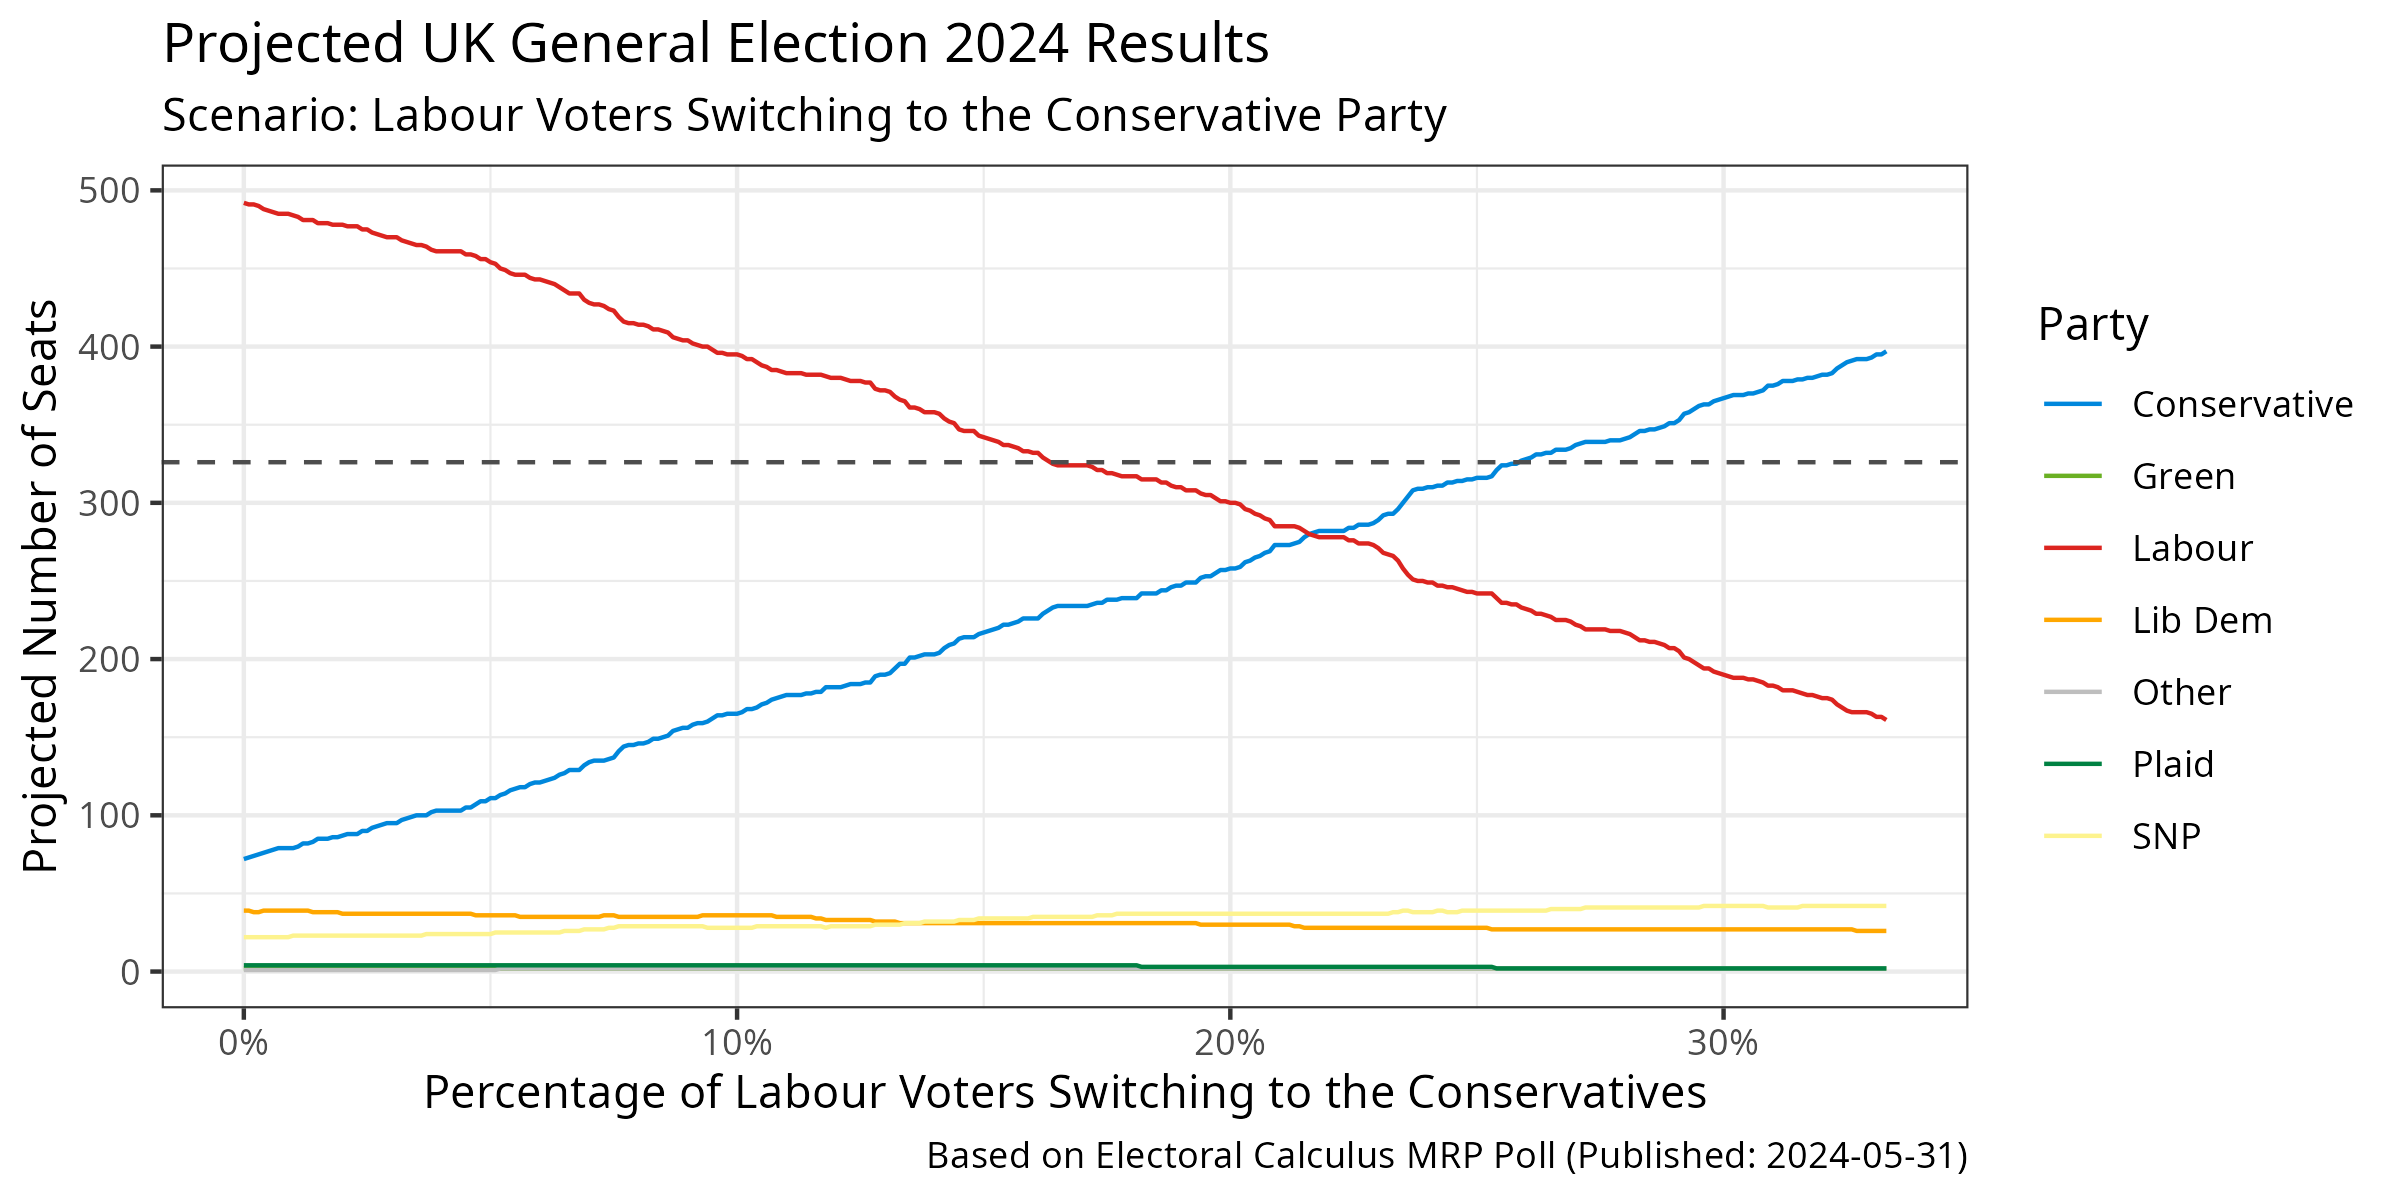 Projected UK General Election 2024 Results
Scenario: Labour Voters Switching to the Conservative Party
Projected Number of Seats
500
400
300
200
100
0
0% 10% 20% 30%
Percentage of Labour Voters Switching to the Conservatives
Based on Electoral Calculus MRP Poll (Published: 2024-05-31)
Party
Conservative
Green
Labour
Lib Dem
Other
Plaid
SNP